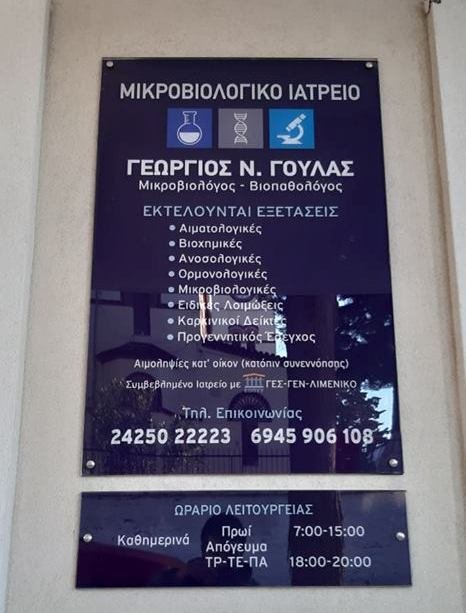 ΜΙΚΡΟΒΙΟΛΟΓΙΚΟ ΙΑΤΡΕΙΟ
ΓΕΩΡΓΙΟΣ Ν. ΓΟΥΛΑΣ
Μικροβιολόγος - Βιοπαθολόγος
ΕΚΤΕΛΟΥΝΤΑΙ ΕΞΕΤΑΣΕΙΣ
• Αιματολογικές
• Βιοχημικές
• Ανοσολογικές
• Ορμονολογικές
• Μικροβιολογικές
• Ειδικές Λοιμώξεις
• Καρκινικοί Δείκτες
• Προγεννητικός Έλεγχος
Αιμοληψίες κατ' οίκον (κατόπιν συνεννόησης)
Συμβεβλημένο Ιατρείο με ΓΕΣ-ΓΕΝ-ΛΙΜΕΝΙΚΟ
Τηλ. Επικοινωνίας
24250 22223 6945 906 108
ΩΡΑΡΙΟ ΛΕΙΤΟΥΡΓΕΙΑΣ
Καθημερινά Πρωί 7:00-15:00
Απόγευμα
ΤΡ-ΤΕ-ΠΑ 18:00-20:00